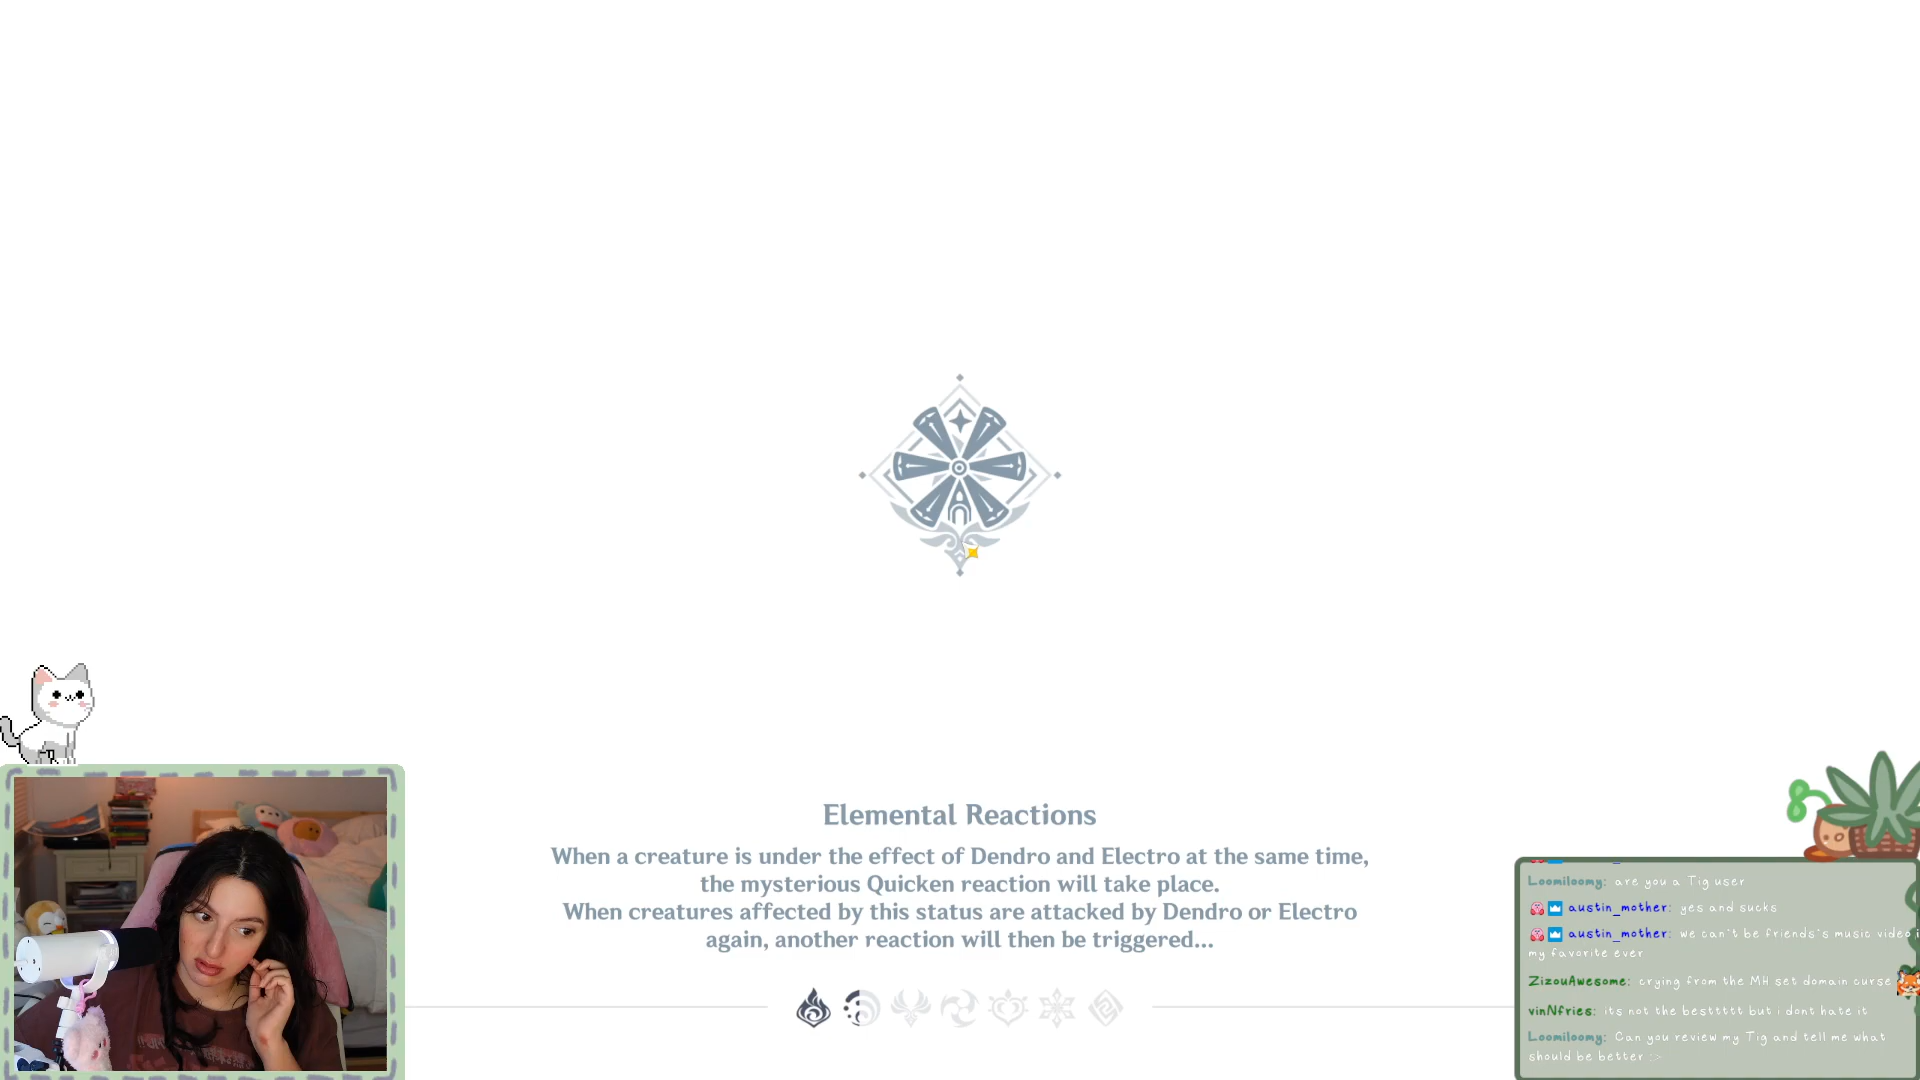 Elemental Reactions
When a creature is under the effect of Dendro and Electro at the same time,
the mysterious Quicken reaction will take place.
When creatures affected by this status are attacked by Dendro or Electro
again, another reaction will then be triggered...
Loomiloomy: are you a Tig user
austin_mother: yes and sucks
austin_mother: we can't be friends's music video i
my favorite ever
ZizouAwesome: crying from the MH set domain curse
vinNfries: its not the besttttt but i dont hate it
Loomiloomy: Can you review my Tig and tell me what
should be better :>